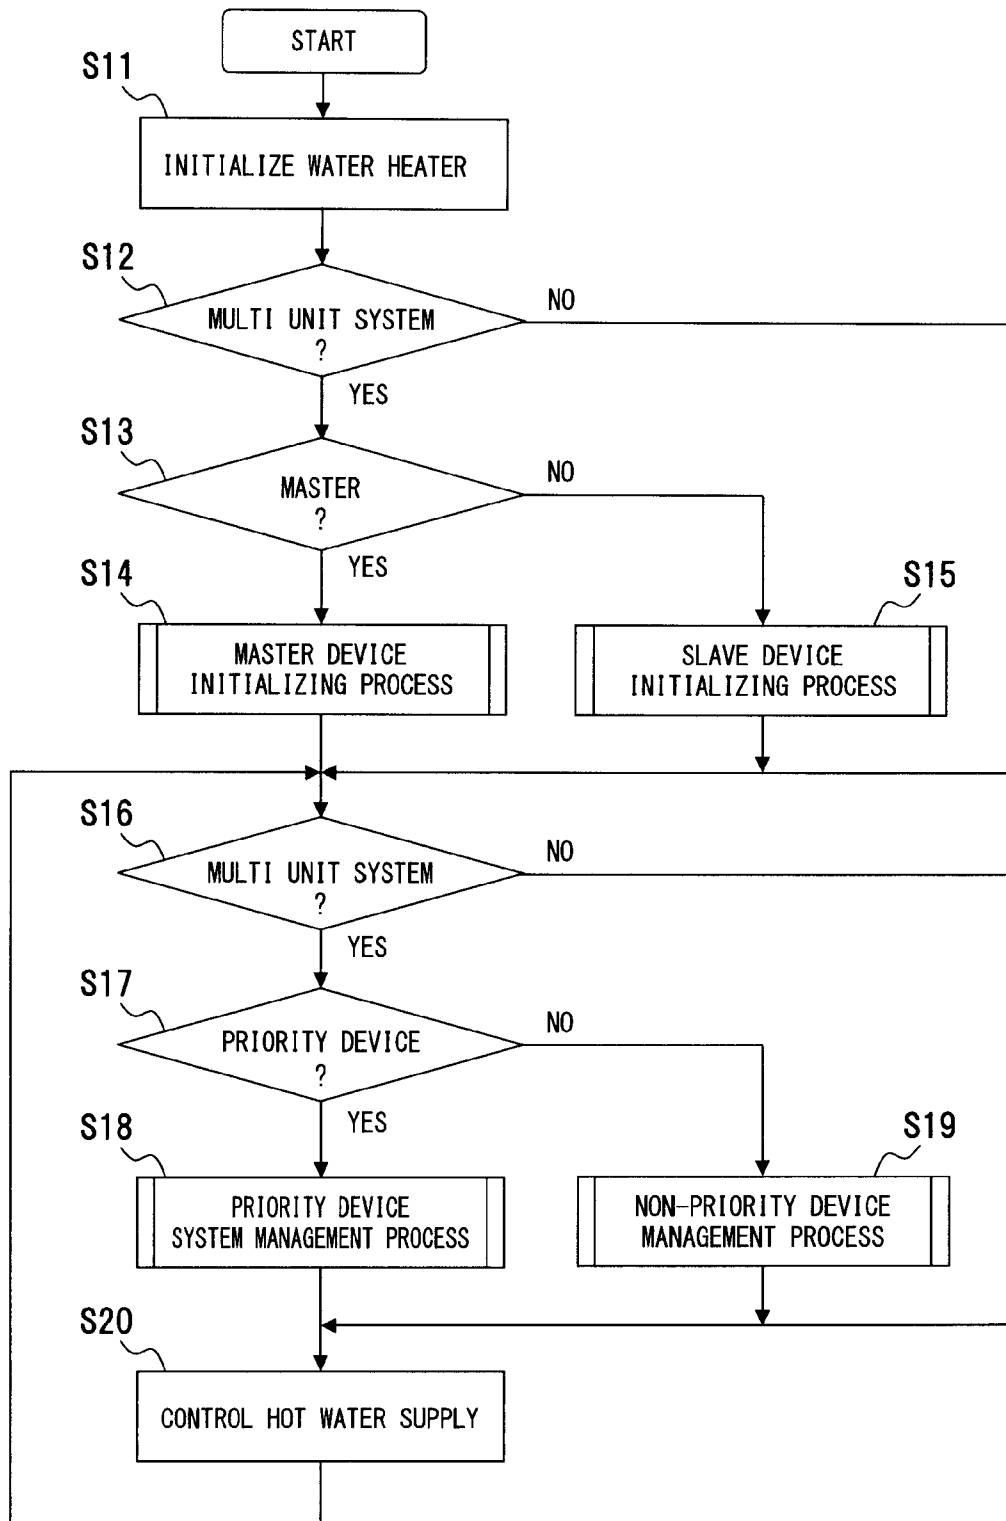 START
S11
INITIALIZE WATER HEATER
S12
MULTI UNIT SYSTEM
?
NO
YES
S13
MASTER
?
NO
YES
S14
MASTER DEVICE
INITIALIZING PROCESS
S15
SLAVE DEVICE
INITIALIZING PROCESS
S16
MULTI UNIT SYSTEM
?
NO
YES
S17
PRIORITY DEVICE
?
NO
YES
S18
PRIORITY DEVICE
SYSTEM MANAGEMENT PROCESS
S19
NON-PRIORITY DEVICE
MANAGEMENT PROCESS
S20
CONTROL HOT WATER SUPPLY